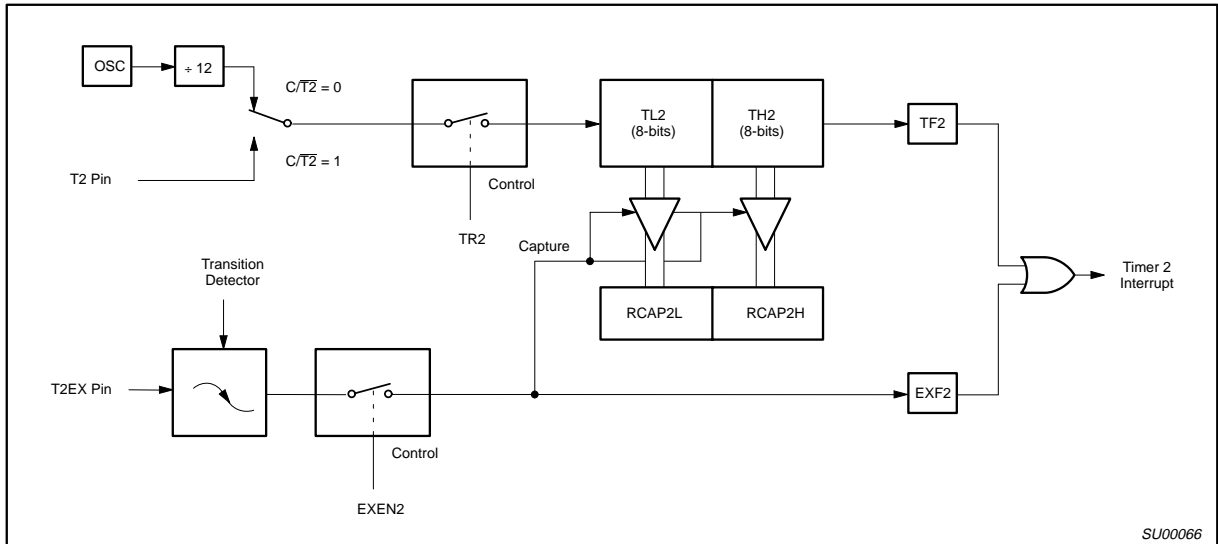 OSC
÷ 12
C/T2 = 0
C/T2 = 1
T2 Pin
Control
TR2
TL2
(8-bits)
TH2
(8-bits)
TF2
Capture
Transition
Detector
RCAP2L
RCAP2H
Timer 2
Interrupt
T2EX Pin
Control
EXEN2
EXF2
SU00066